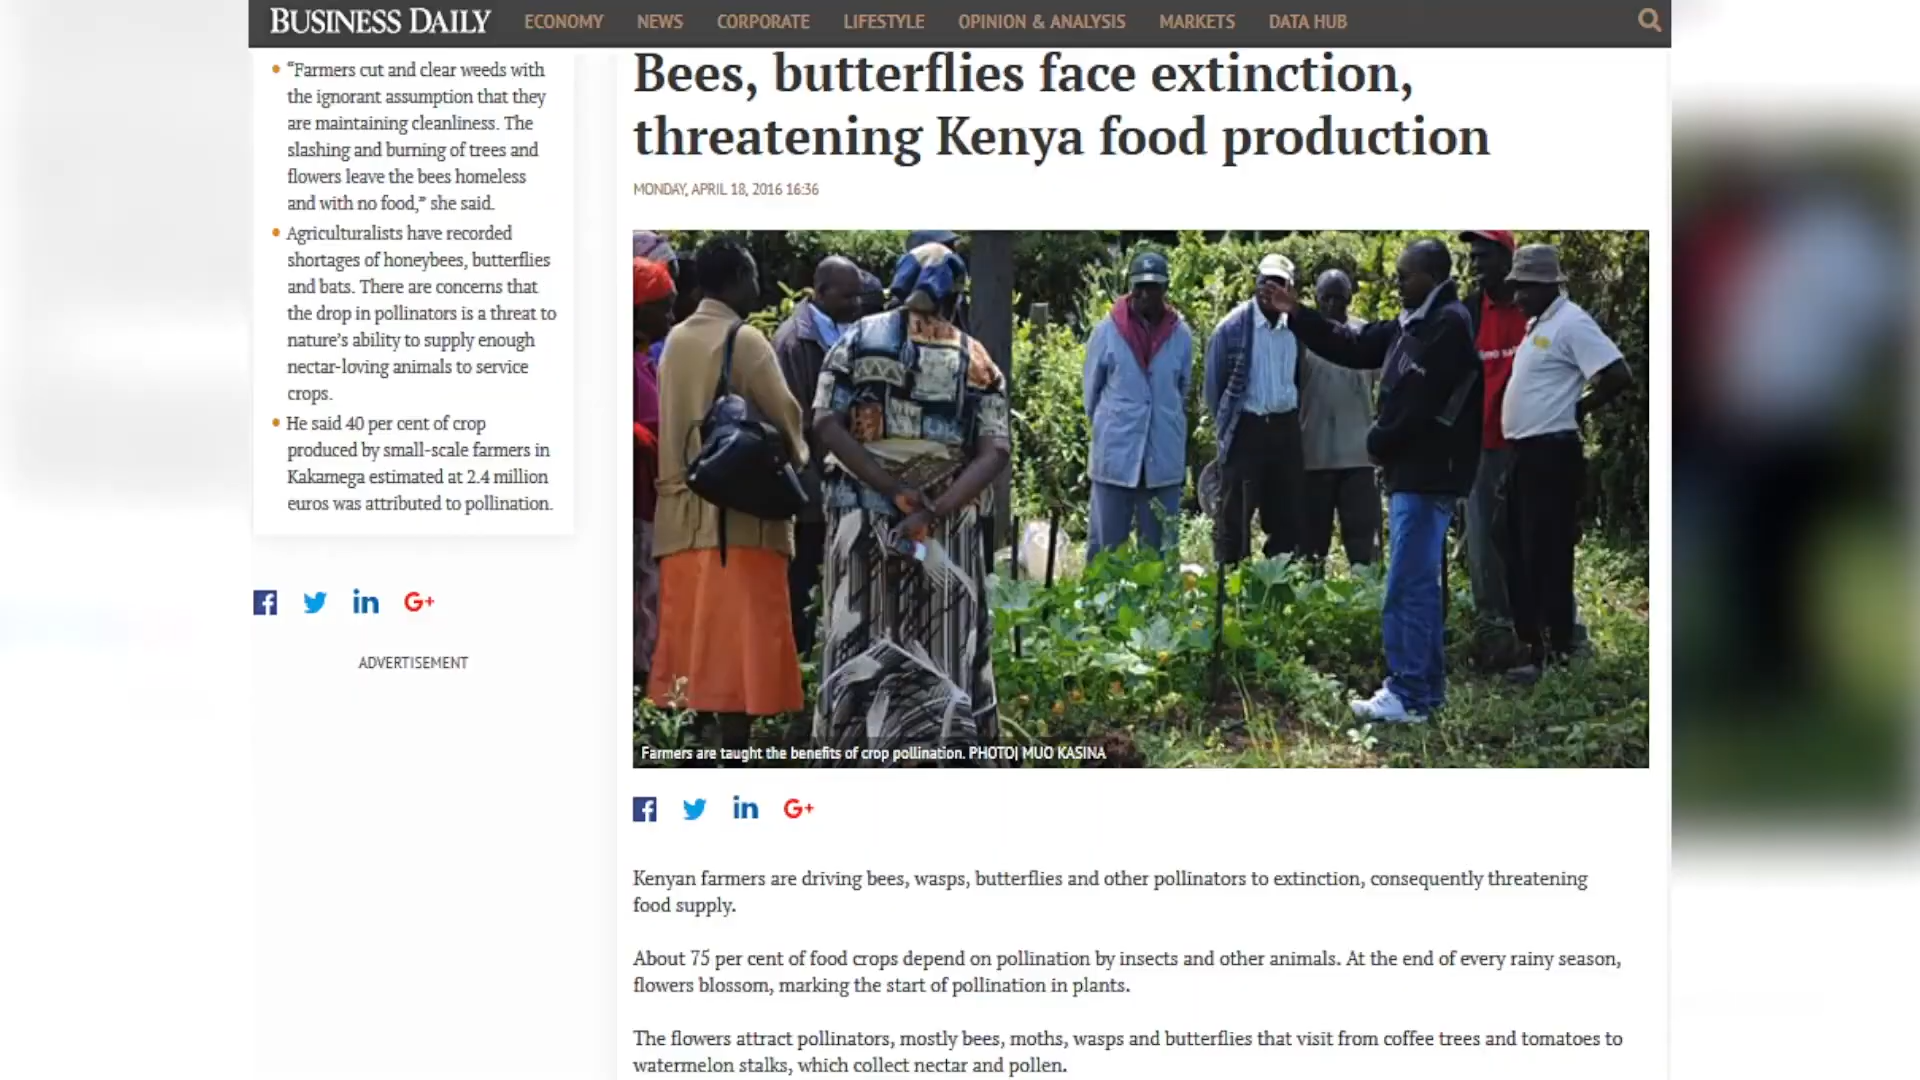 BUSINESS DAILY ECONOMY NEWS CORPORATE LIFESTYLE OPINION & ANALYSIS MARKETS DATA HUB
“Farmers cut and clear weeds with
the ignorant assumption that they
are maintaining cleanliness. The
slashing and burning of trees and
flowers leave the bees homeless
and with no food,” she said.
Agriculturalists have recorded
shortages of honeybees, butterflies
and bats. There are concerns that
the drop in pollinators is a threat to
nature’s ability to supply enough
nectar-loving animals to service
crops.
He said 40 per cent of crop
produced by small-scale farmers in
Kakamega estimated at 2.4 million
euros was attributed to pollination.
in G+
ADVERTISEMENT
Bees, butterflies face extinction,
threatening Kenya food production
MONDAY, APRIL 18, 2016 16:36
Farmers are taught the benefits of crop pollination. PHOTO| MUO KASINA
in G+
Kenyan farmers are driving bees, wasps, butterflies and other pollinators to extinction, consequently threatening
food supply.
About 75 per cent of food crops depend on pollination by insects and other animals. At the end of every rainy season,
flowers blossom, marking the start of pollination in plants.
The flowers attract pollinators, mostly bees, moths, wasps and butterflies that visit from coffee trees and tomatoes to
watermelon stalks, which collect nectar and pollen.